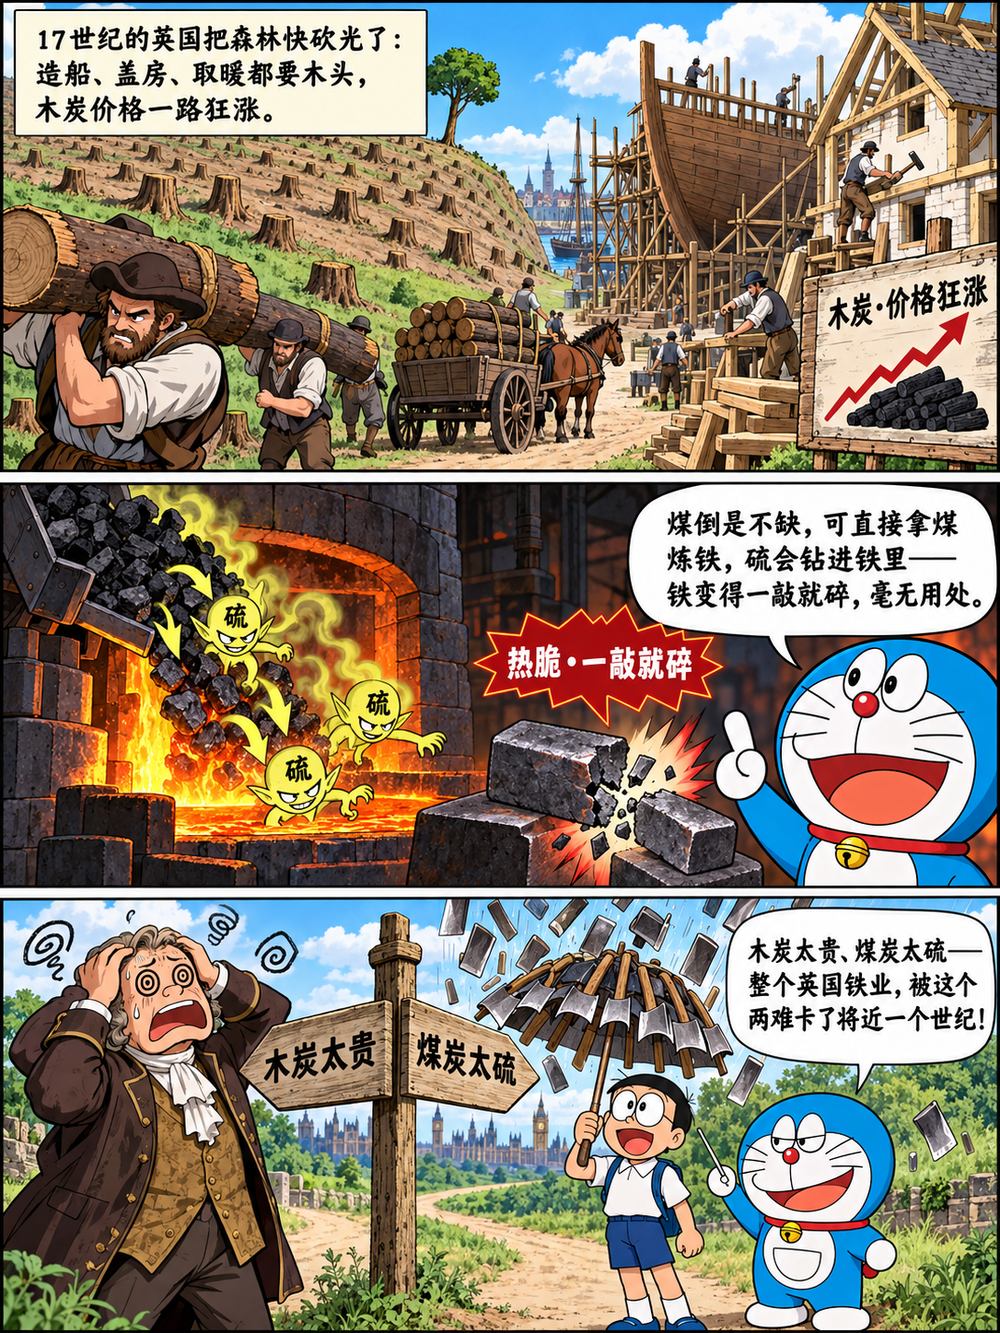 17世纪的英国把森林快砍光了：
造船、盖房、取暖都要木头，
木炭价格一路狂涨。
木炭·价格狂涨
煤倒是不缺，可直接拿煤
炼铁，硫会钻进铁里——
铁变得一敲就碎，毫无用处。
硫
硫
硫
热脆·一敲就碎
木炭太贵、煤炭太硫——
整个英国铁业，被这个
两难卡了将近一个世纪！
木炭太贵
煤炭太硫